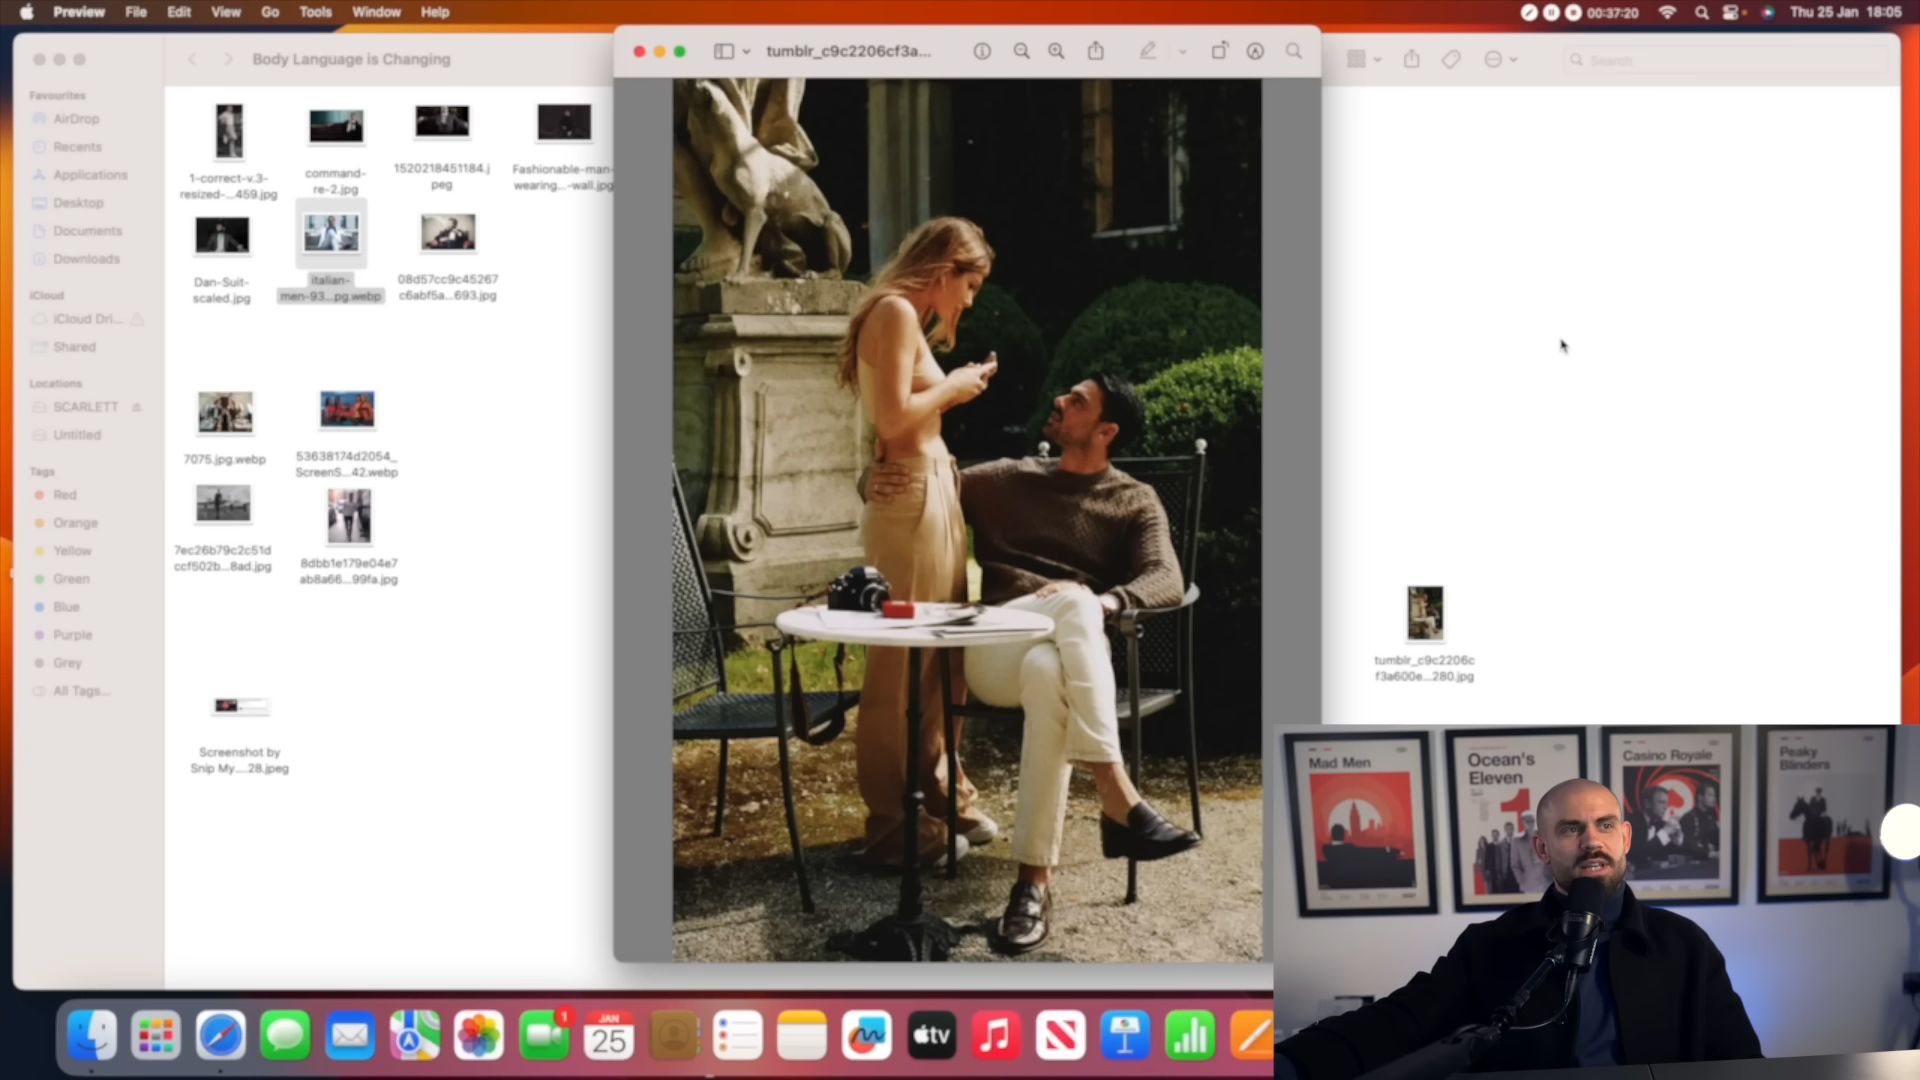 Preview File Edit View Go Tools Window Help
00:37:20
Thu 25 Jan 18:05
Body Language is Changing
tumblr_c9c2206cf3a...
Search
Favourites
AirDrop
Recents
Applications
Desktop
Documents
Downloads
iCloud
iCloud Dri...
Shared
Locations
SCARLETT
Untitled
Tags
Red
Orange
Yellow
Green
Blue
Purple
Grey
All Tags...
1-correct-v.3-
resized-...459.jpg
command-
re-2.jpg
1520218451184.j
peg
Fashionable-man-
wearing...-wall.jpg
Dan-Suit-
scaled.jpg
italian-
men-93...pg.webp
08d57cc9c45267
c6abf5a...693.jpg
7075.jpg.webp
53638174d2054_
ScreenS...42.webp
7ec26b79c2c51d
ccf502b...8ad.jpg
8dbb1e179e04e7
ab8a66...99fa.jpg
Screenshot by
Snip My....28.jpeg
tumblr_c9c2206c
f3a600e...280.jpg
Mad Men
Ocean's
Eleven
Casino Royale
Peaky
Blinders
1
JAN
25
tv